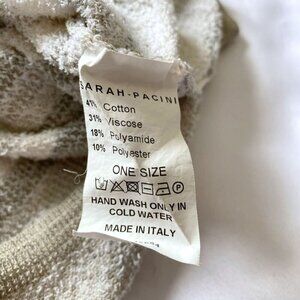 SARAH-PACINI
41% Cotton
31% Viscose
18% Polyamide
10% Polyester
ONE SIZE
HAND WASH ONLY IN
COLD WATER
MADE IN ITALY